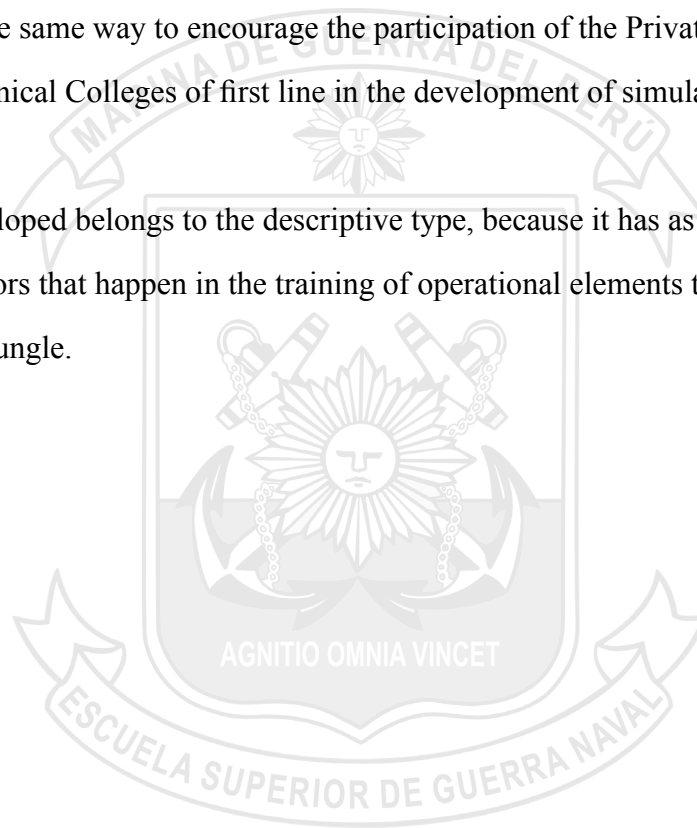 e same way to encourage the participation of the Privat
nical Colleges of first line in the development of simula
loped belongs to the descriptive type, because it has as
ors that happen in the training of operational elements t
ungle.
MARINA DE GUERRA DEL PERÚ
AGNITIO OMNIA VINCET
ESCUELA SUPERIOR DE GUERRA NAVAL